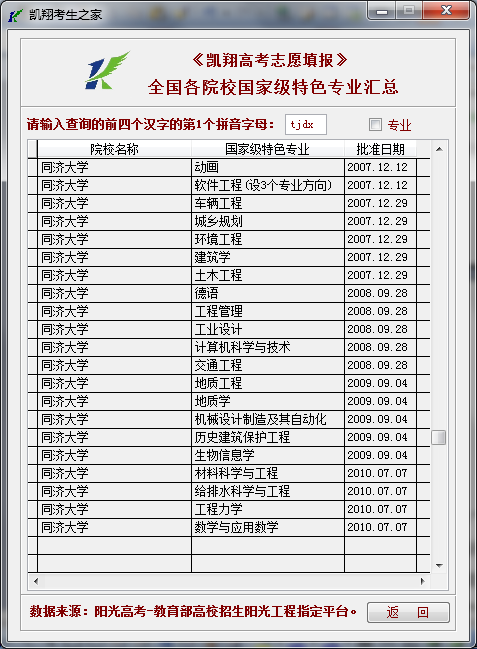 凯翔考生之家
《凯翔高考志愿填报》
全国各院校国家级特色专业汇总
请输入查询的前四个汉字的第1个拼音字母： tjdx 专业
院校名称 国家级特色专业 批准日期
同济大学 动画 2007.12.12
同济大学 软件工程(设3个专业方向) 2007.12.12
同济大学 车辆工程 2007.12.29
同济大学 城乡规划 2007.12.29
同济大学 环境工程 2007.12.29
同济大学 建筑学 2007.12.29
同济大学 土木工程 2007.12.29
同济大学 德语 2008.09.28
同济大学 工程管理 2008.09.28
同济大学 工业设计 2008.09.28
同济大学 计算机科学与技术 2008.09.28
同济大学 交通工程 2008.09.28
同济大学 地质工程 2009.09.04
同济大学 地质学 2009.09.04
同济大学 机械设计制造及其自动化 2009.09.04
同济大学 历史建筑保护工程 2009.09.04
同济大学 生物信息学 2009.09.04
同济大学 材料科学与工程 2010.07.07
同济大学 给排水科学与工程 2010.07.07
同济大学 工程力学 2010.07.07
同济大学 数学与应用数学 2010.07.07
数据来源：阳光高考-教育部高校招生阳光工程指定平台。 返 回